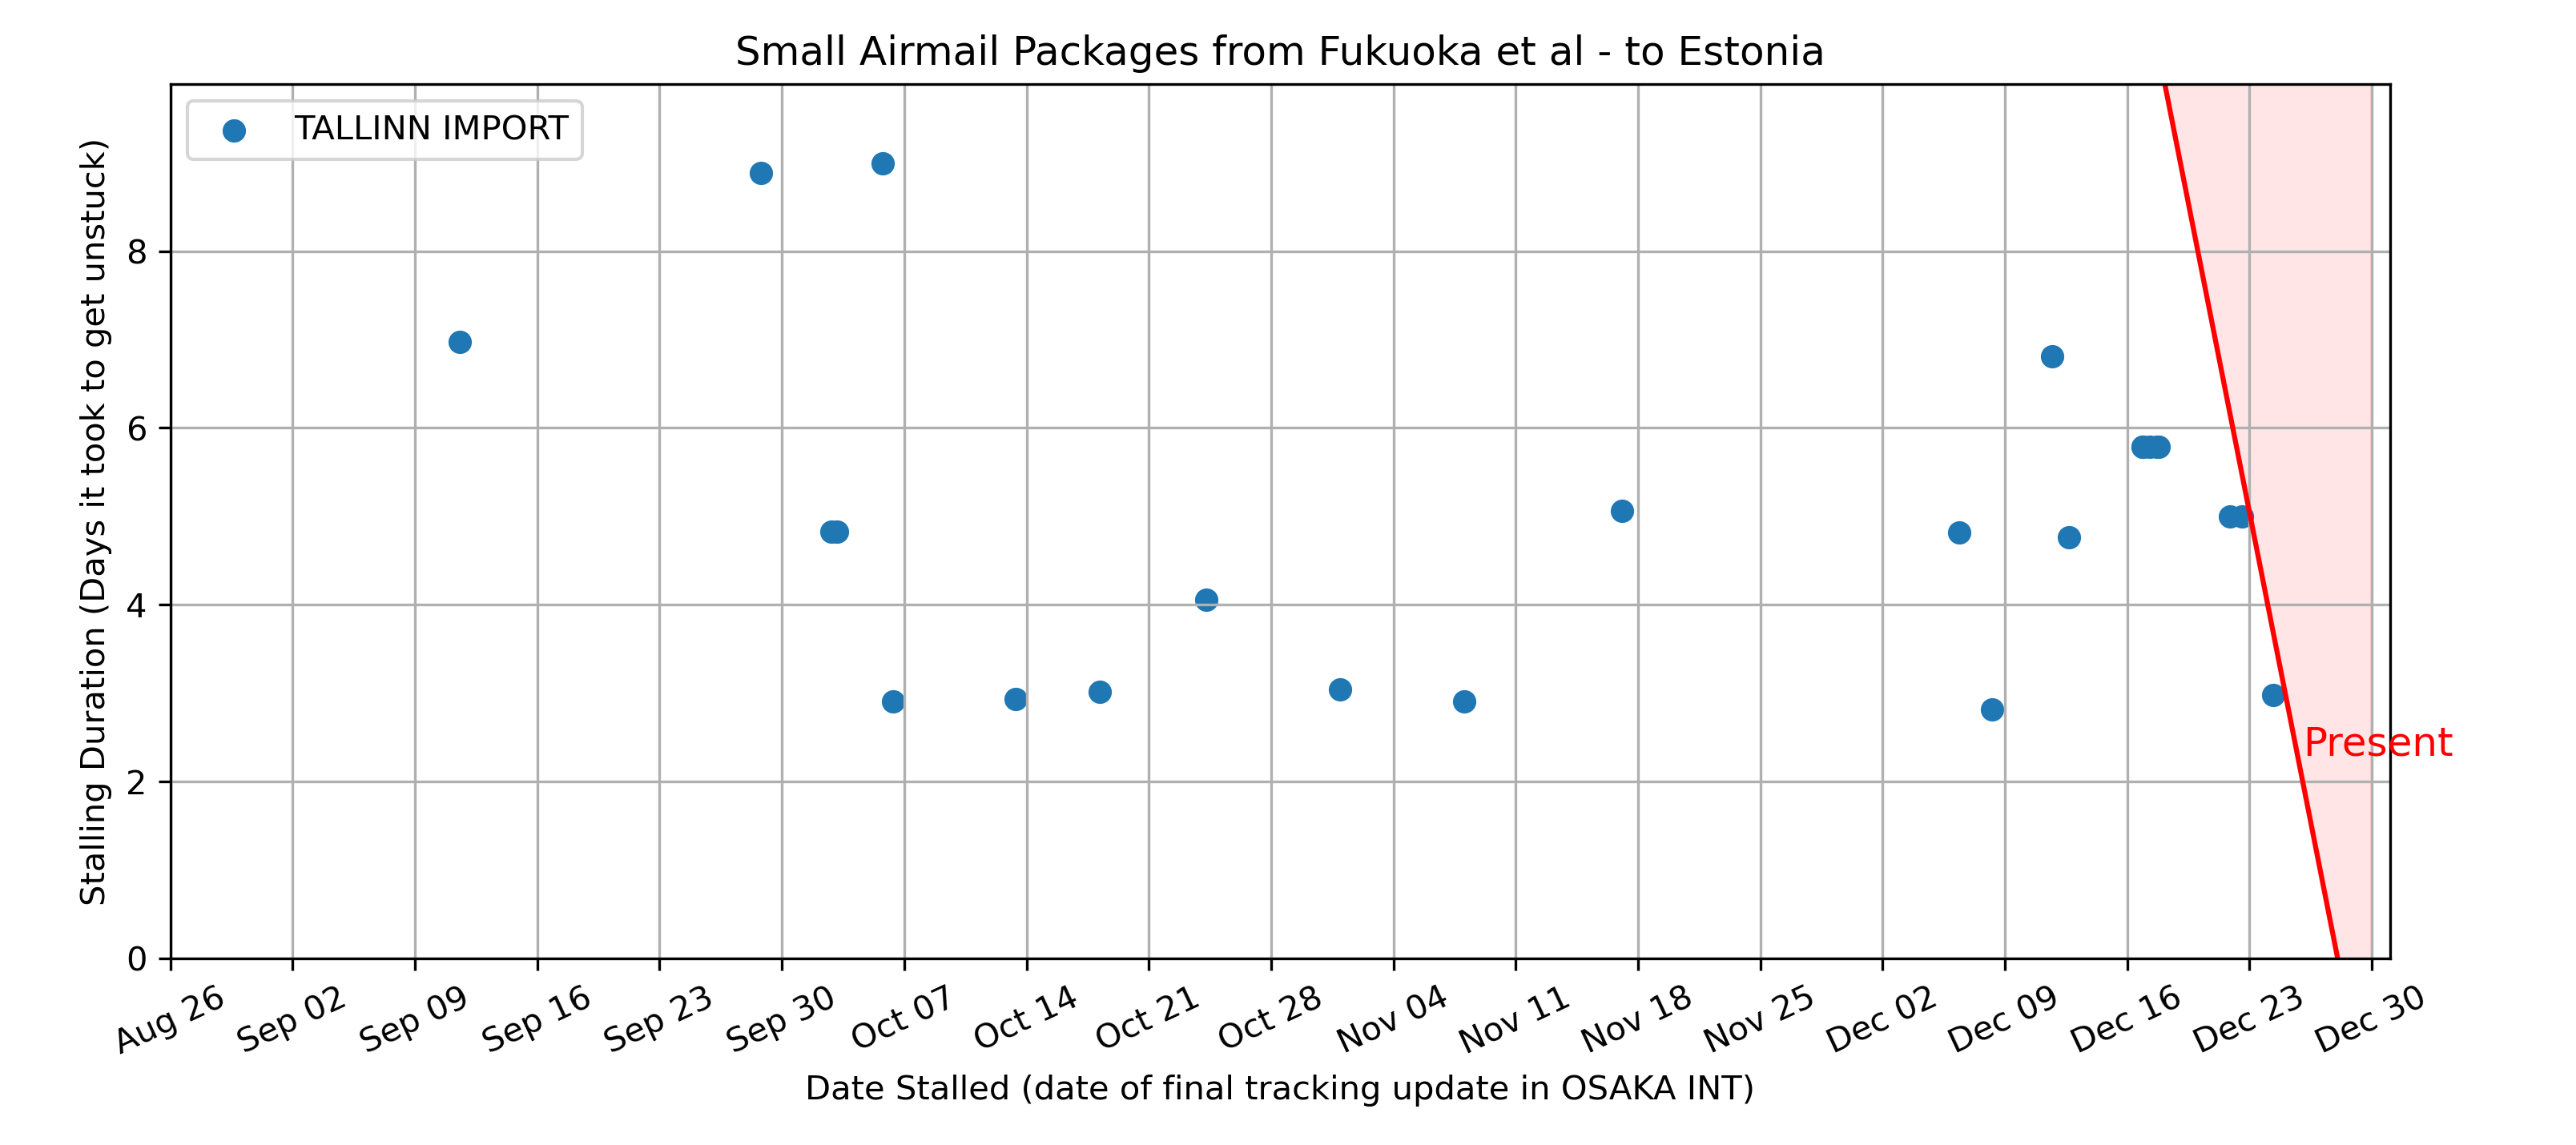 Small Airmail Packages from Fukuoka et al - to Estonia
TALLINN IMPORT
Stalling Duration (Days it took to get unstuck)
8
6
4
2
0
Present
Aug 26
Sep 02
Sep 09
Sep 16
Sep 23
Sep 30
Oct 07
Oct 14
Oct 21
Oct 28
Nov 04
Nov 11
Nov 18
Nov 25
Dec 02
Dec 09
Dec 16
Dec 23
Dec 30
Date Stalled (date of final tracking update in OSAKA INT)